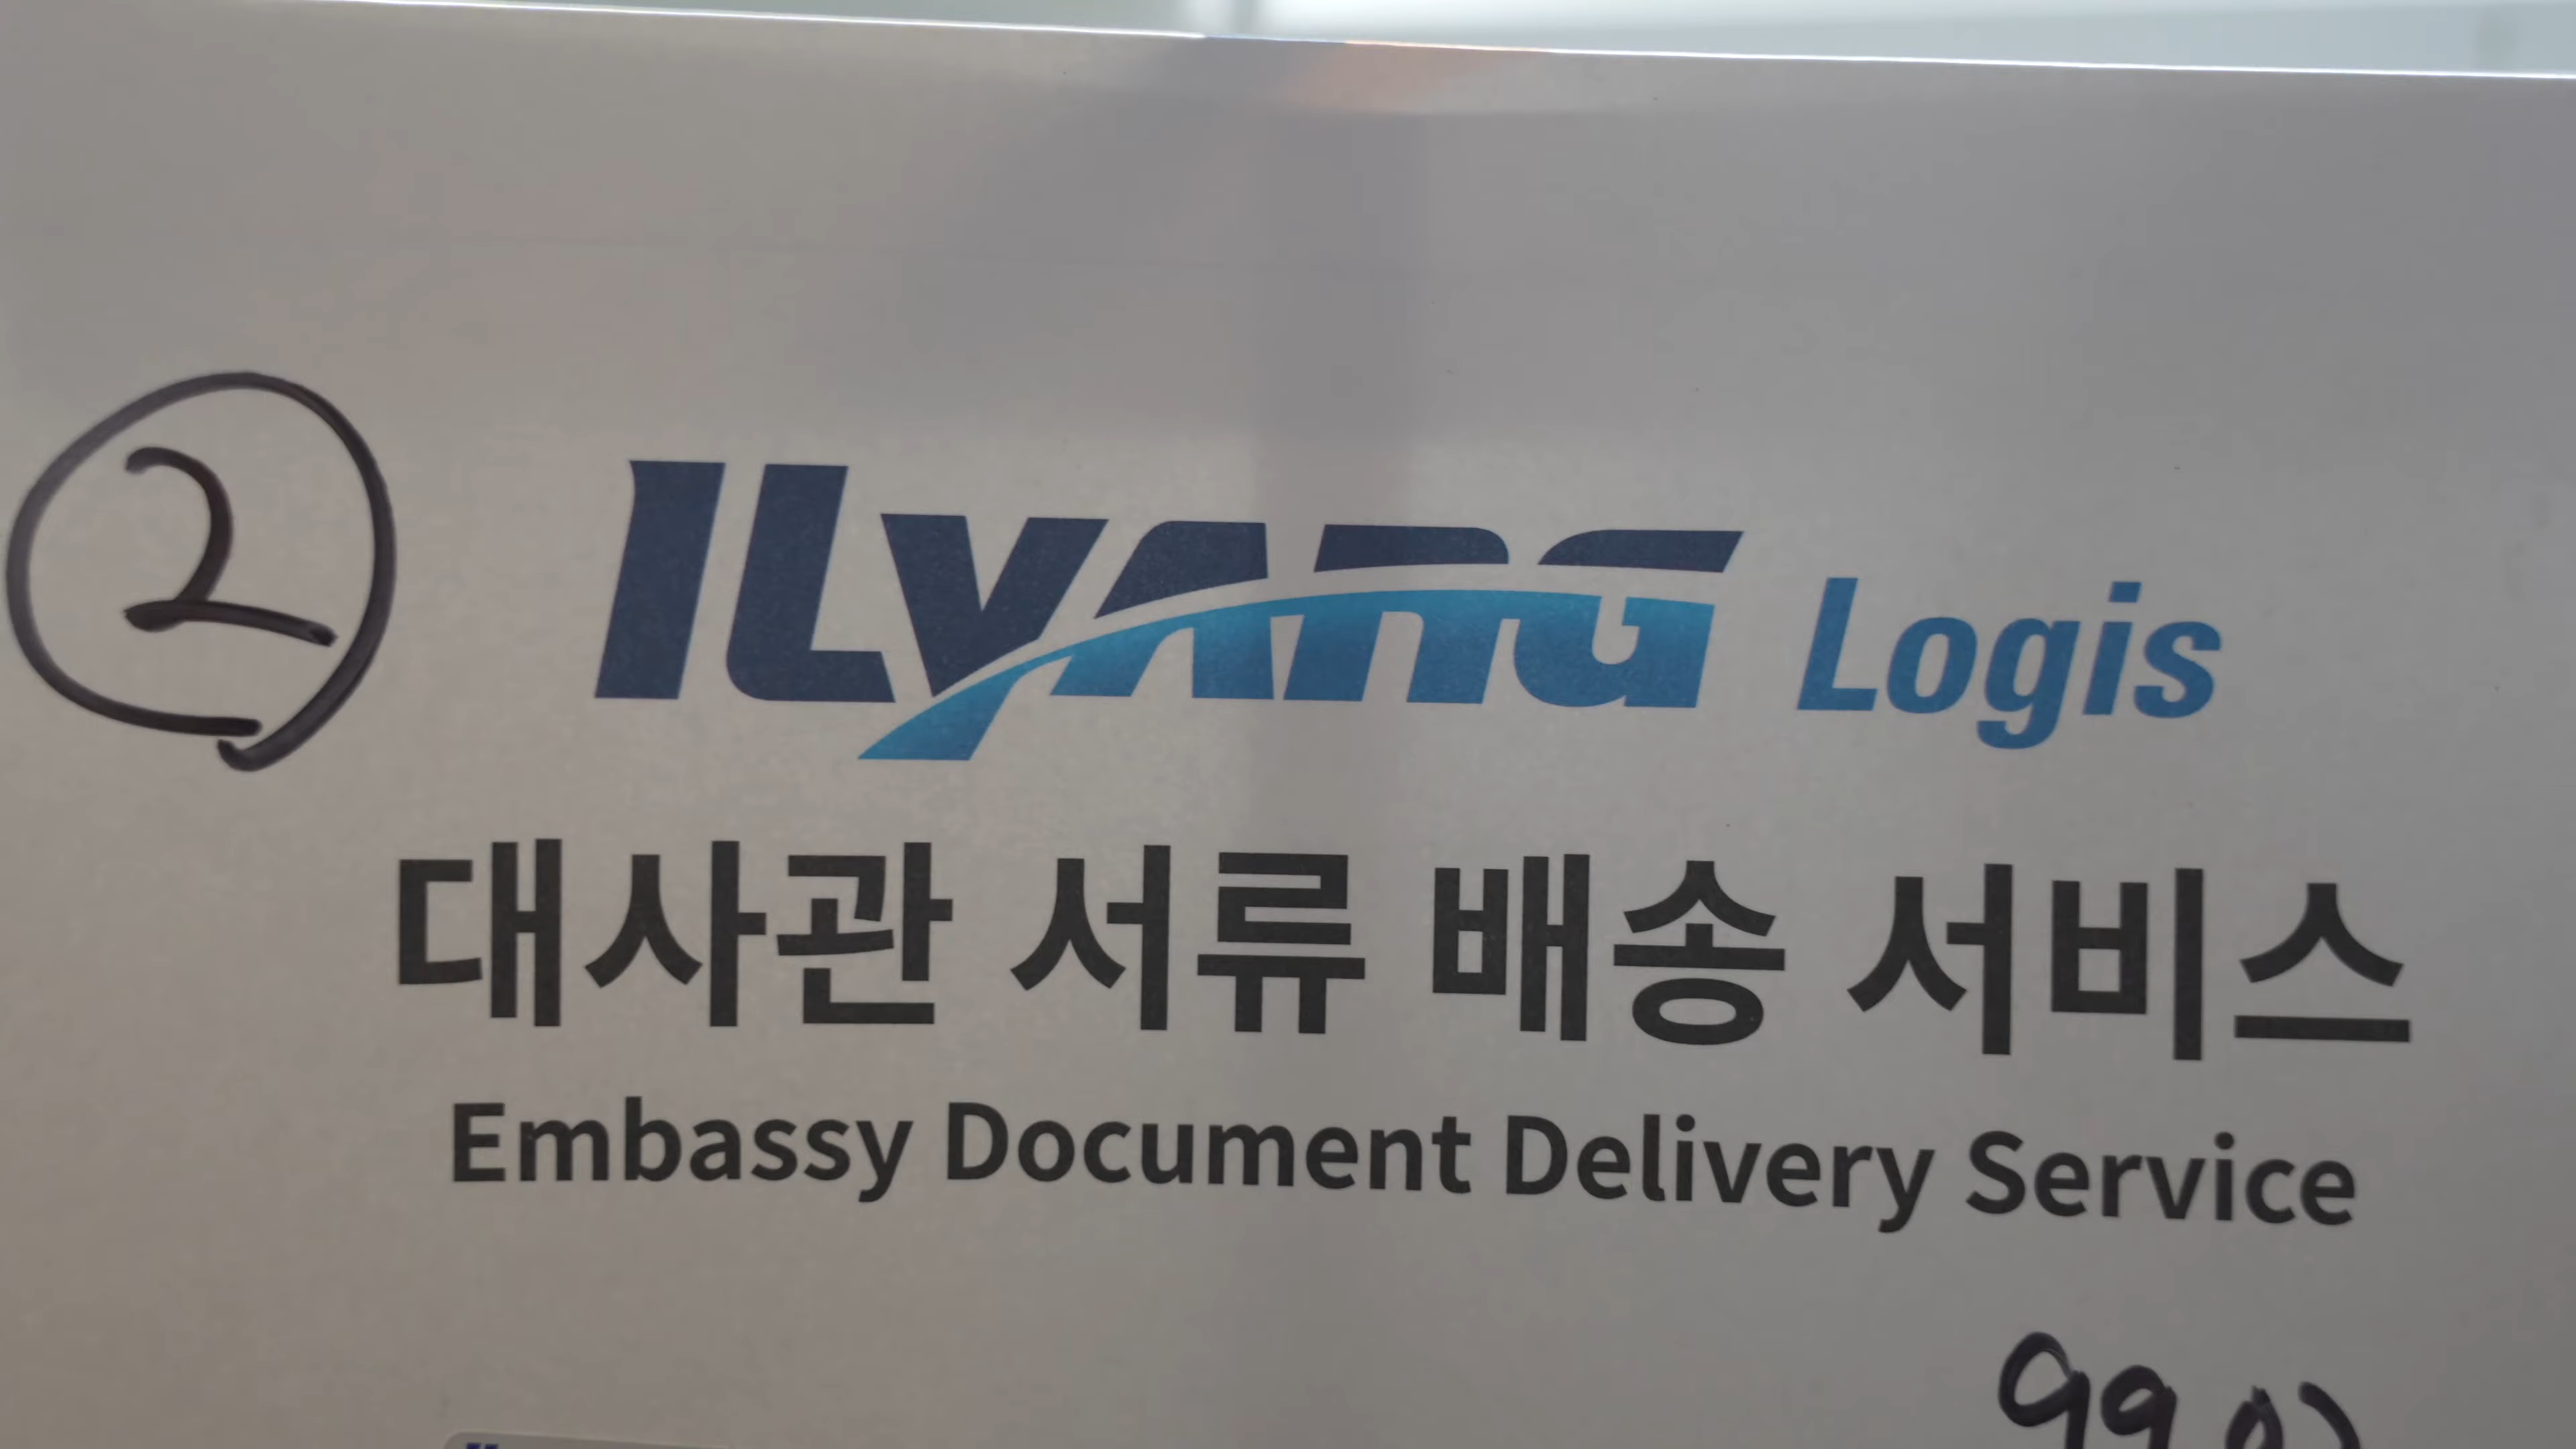 2
ILYANG Logis
대사관 서류 배송 서비스
Embassy Document Delivery Service